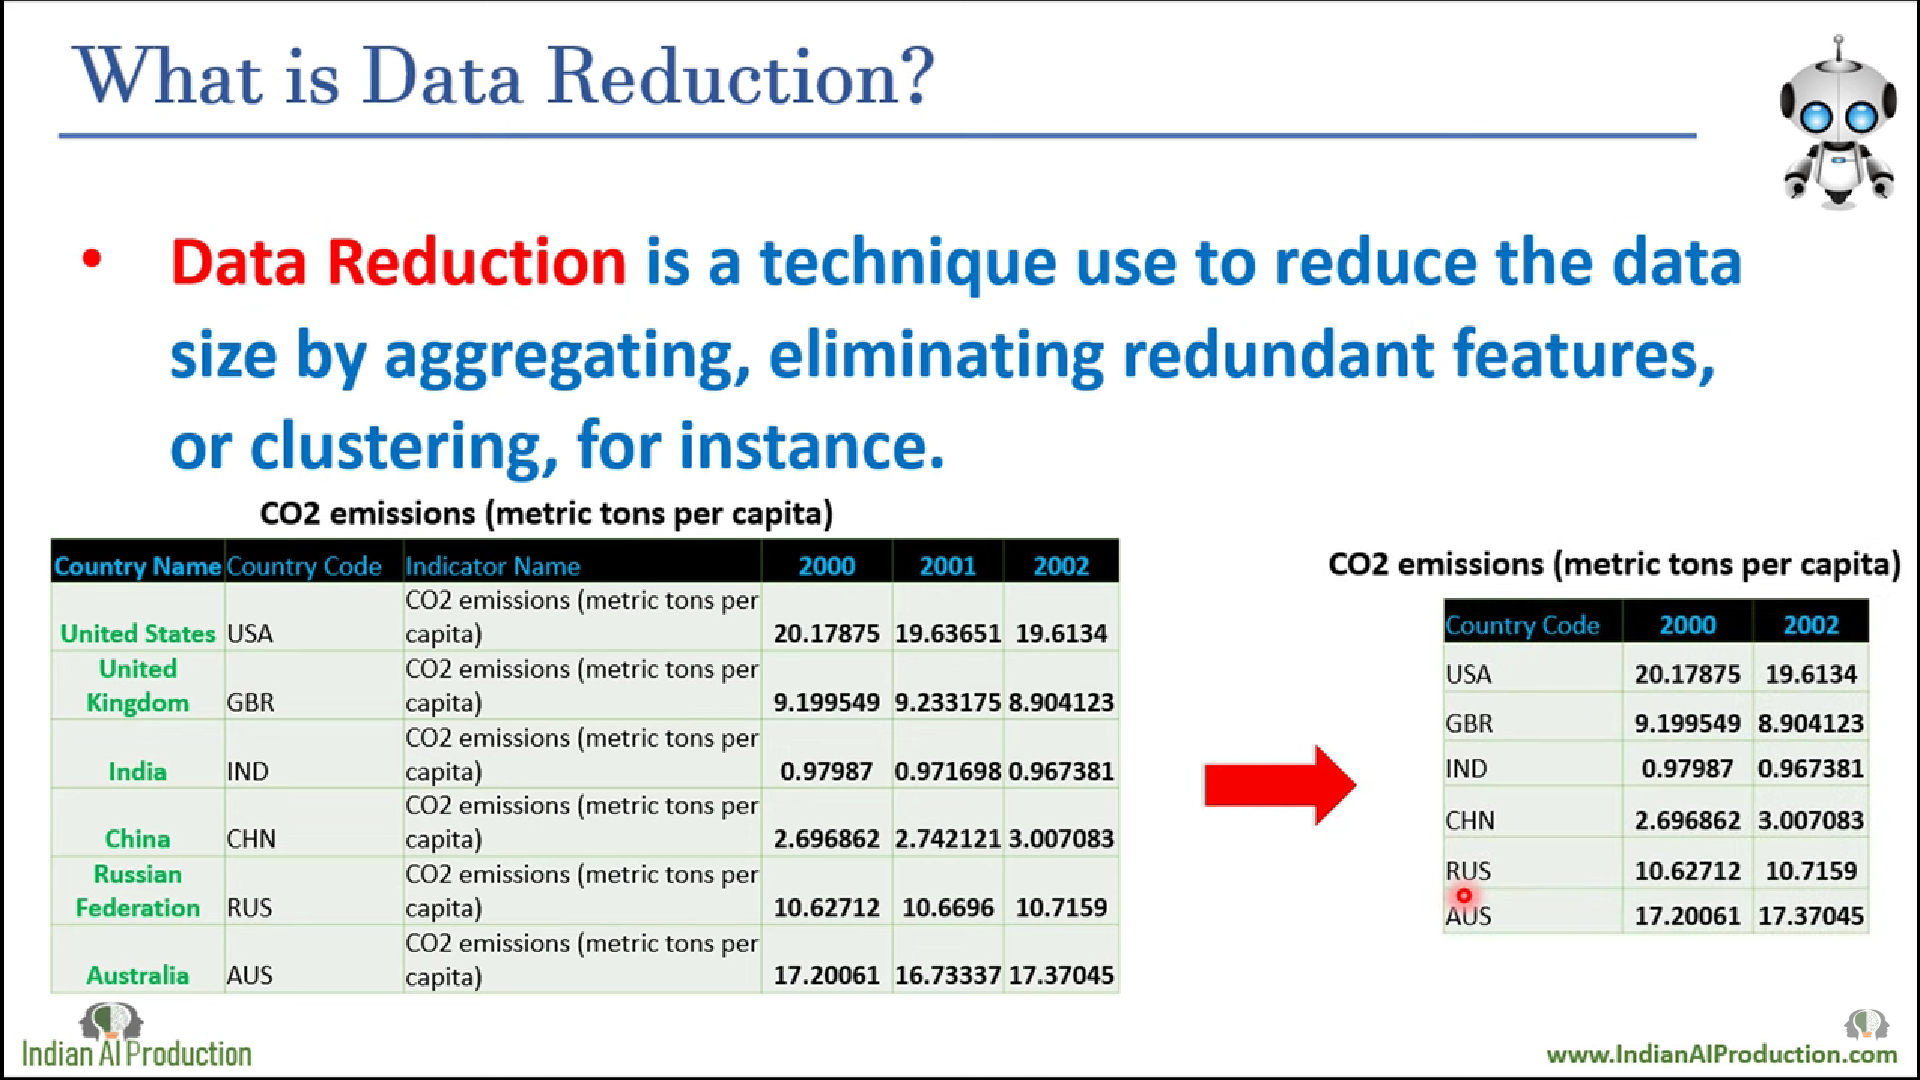 What is Data Reduction?
• Data Reduction is a technique use to reduce the data
size by aggregating, eliminating redundant features,
or clustering, for instance.
CO2 emissions (metric tons per capita)
Country Name Country Code Indicator Name 2000 2001 2002
CO2 emissions (metric tons per
United States USA capita) 20.17875 19.63651 19.6134
United CO2 emissions (metric tons per
Kingdom GBR capita) 9.199549 9.233175 8.904123
CO2 emissions (metric tons per
India IND capita) 0.97987 0.971698 0.967381
CO2 emissions (metric tons per
China CHN capita) 2.696862 2.742121 3.007083
Russian CO2 emissions (metric tons per
Federation RUS capita) 10.62712 10.6696 10.7159
CO2 emissions (metric tons per
Australia AUS capita) 17.20061 16.73337 17.37045
CO2 emissions (metric tons per capita)
Country Code 2000 2002
USA 20.17875 19.6134
GBR 9.199549 8.904123
IND 0.97987 0.967381
CHN 2.696862 3.007083
RUS 10.62712 10.7159
AUS 17.20061 17.37045
Indian AI Production
www.IndianAIProduction.com